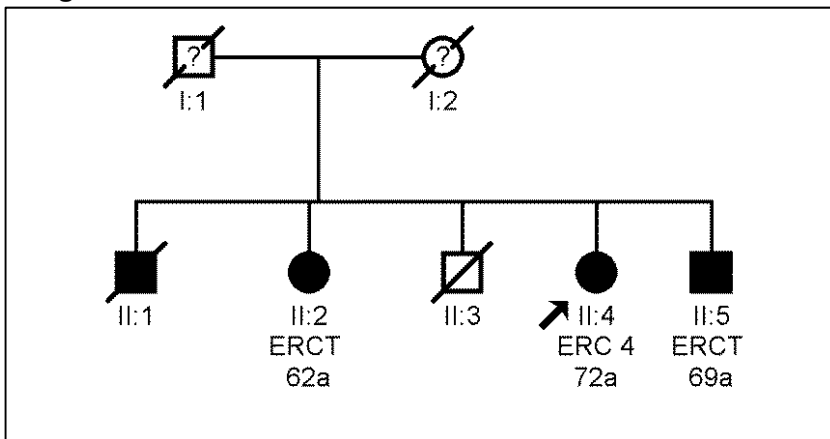 ? ?
I:1 I:2
II:1 II:2 II:3 II:4 II:5
ERCT ERC 4 ERCT
62a 72a 69a